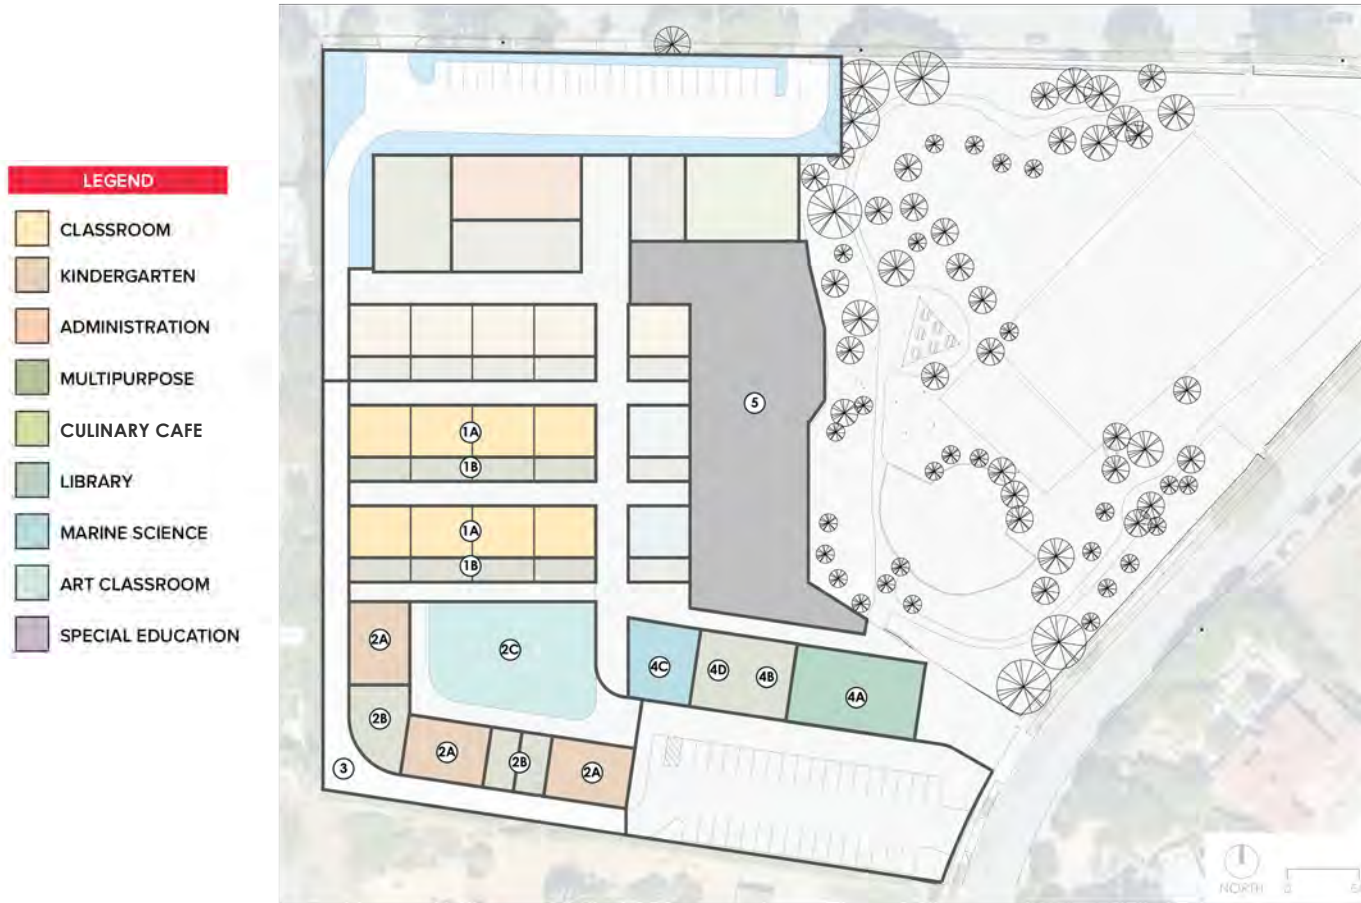 LEGEND
CLASSROOM
KINDERGARTEN
ADMINISTRATION
MULTIPURPOSE
CULINARY CAFE
LIBRARY
MARINE SCIENCE
ART CLASSROOM
SPECIAL EDUCATION
5
1A
1B
1A
1B
2A
2C
4C
4D
4B
4A
2B
2A
2B
2A
3
NORTH
0